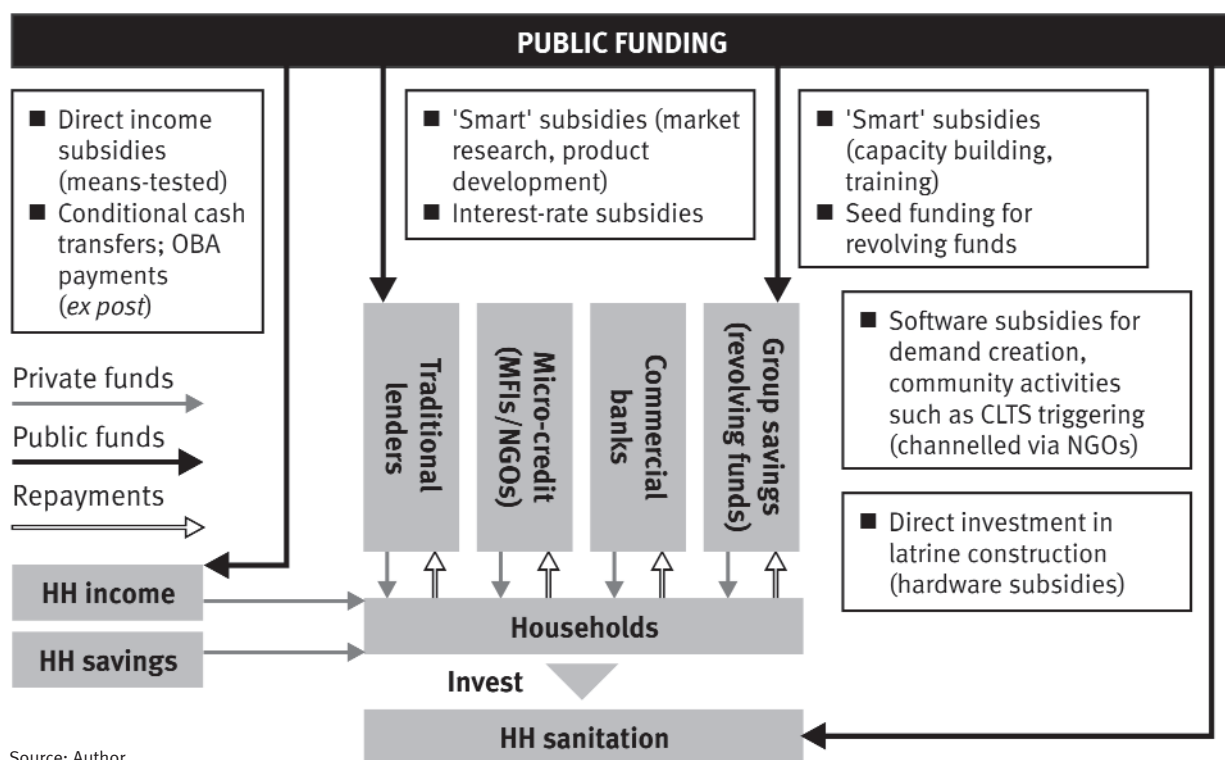 PUBLIC FUNDING
■ Direct income
subsidies
(means-tested)
■ Conditional cash
transfers; OBA
payments
(ex post)
■ 'Smart' subsidies (market
research, product
development)
■ Interest-rate subsidies
■ 'Smart' subsidies
(capacity building,
training)
■ Seed funding for
revolving funds
■ Software subsidies for
demand creation,
community activities
such as CLTS triggering
(channelled via NGOs)
■ Direct investment in
latrine construction
(hardware subsidies)
Private funds
Public funds
Repayments
Traditional
lenders
Micro-credit
(MFIs/NGOs)
Commercial
banks
Group savings
(revolving funds)
HH income
HH savings
Households
Invest
HH sanitation
Source: Author